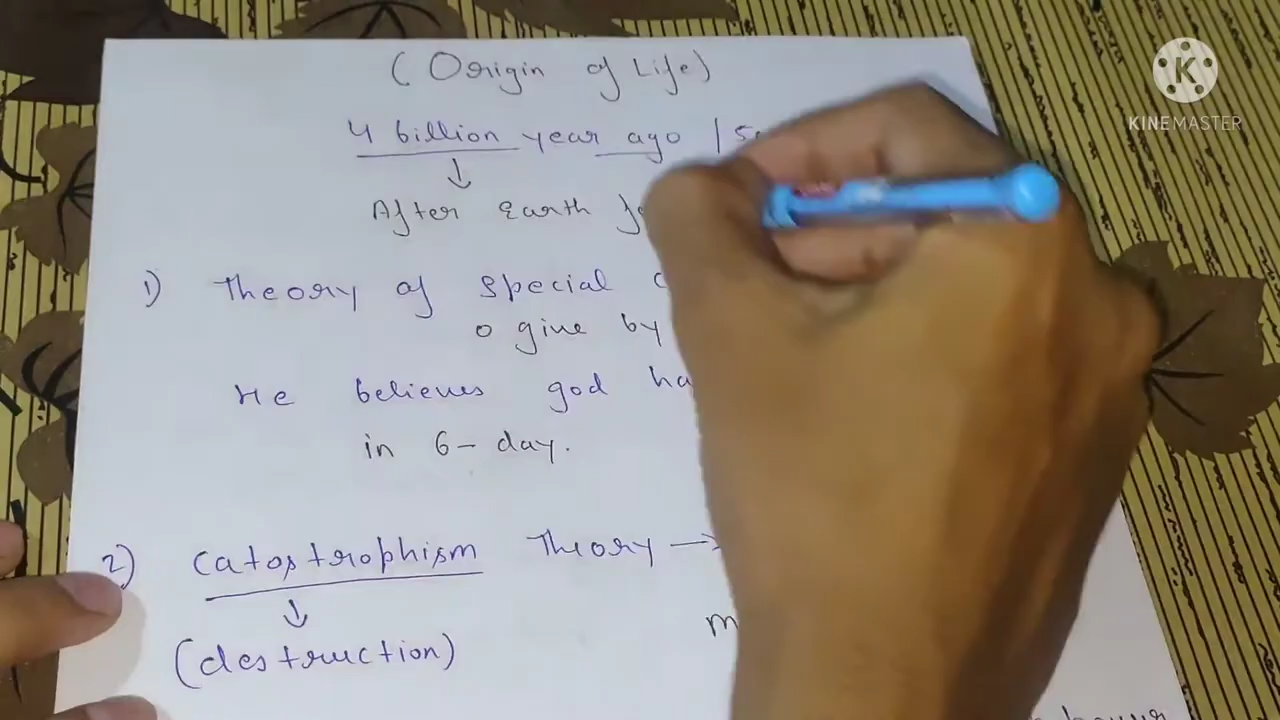 (Origin of Life)
4 billion year ago |
↓
After Earth
1) Theory of special
o give by
He believes god
in 6- day.
2) catostrophism Theory →
↓
(destruction)
K
KINEMASTER